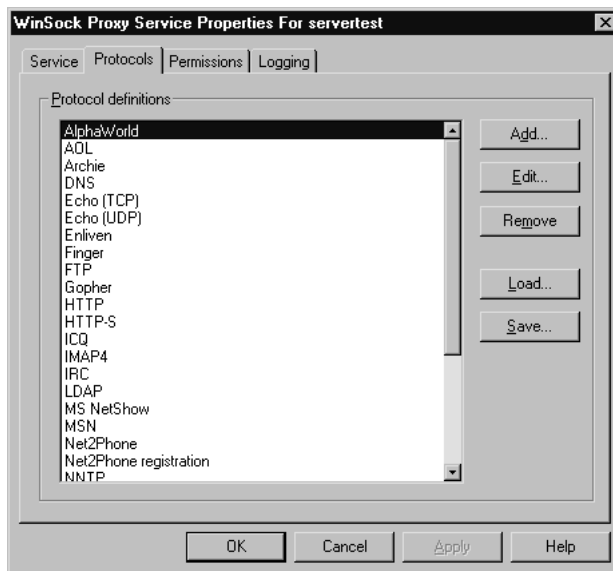 WinSock Proxy Service Properties For servertest
Service Protocols Permissions Logging
Protocol definitions
AlphaWorld
AOL
Archie
DNS
Echo (TCP)
Echo (UDP)
Enliven
Finger
FTP
Gopher
HTTP
HTTP-S
ICQ
IMAP4
IRC
LDAP
MS NetShow
MSN
Net2Phone
Net2Phone registration
NNTP
Add...
Edit...
Remove
Load...
Save...
OK Cancel Apply Help